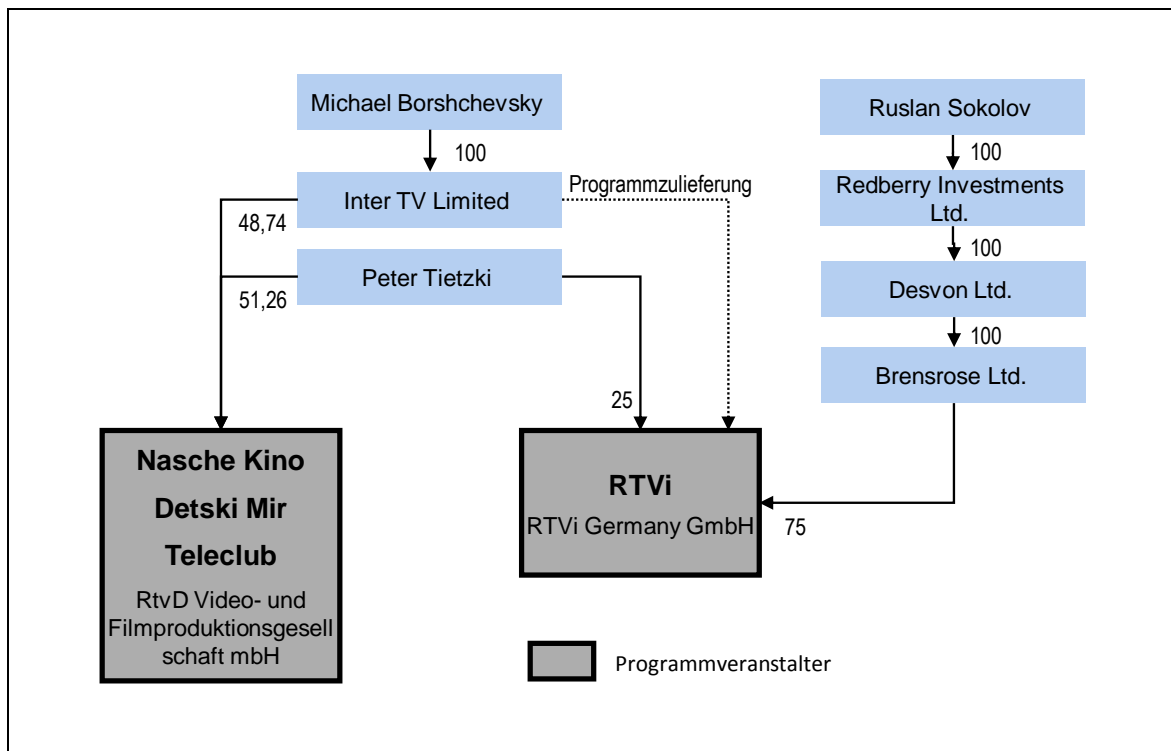 Michael Borshchevsky
100
Inter TV Limited
Programmzulieferung
48,74
Peter Tietzki
51,26
25
Ruslan Sokolov
100
Redberry Investments
Ltd.
100
Desvon Ltd.
100
Brensrose Ltd.
75
Nasche Kino
Detski Mir
Teleclub
RtvD Video- und
Filmproduktionsgesell
schaft mbH
RTVi
RTVi Germany GmbH
Programmveranstalter